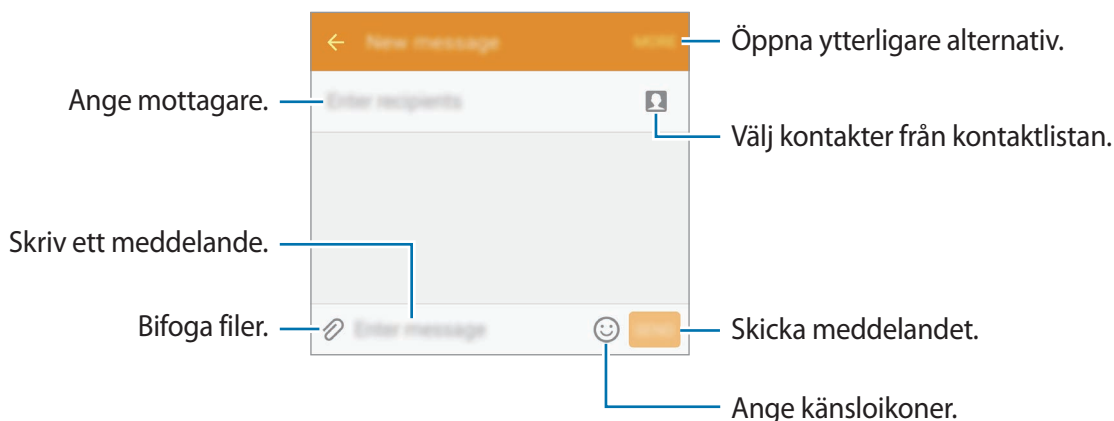 New message
MORE
Öppna ytterligare alternativ.
Ange mottagare.
Enter recipients
Välj kontakter från kontaktlistan.
Skriv ett meddelande.
Bifoga filer.
Enter message
Skicka meddelandet.
Ange känsloikoner.